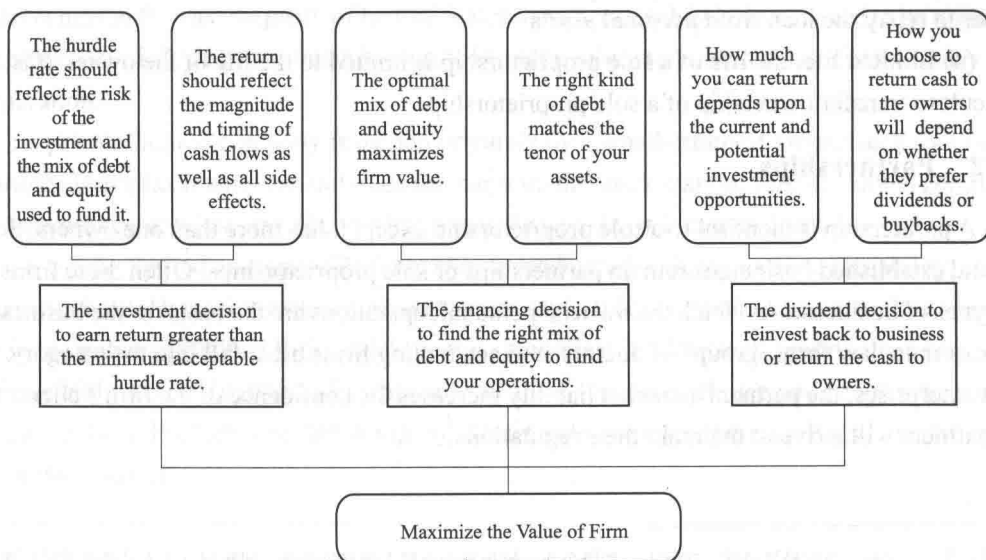 The hurdle
rate should
reflect the risk
of the
investment and
the mix of debt
and equity
used to fund it.
The return
should reflect
the magnitude
and timing of
cash flows as
well as all side
effects.
The optimal
mix of debt
and equity
maximizes
firm value.
The right kind
of debt
matches the
tenor of your
assets.
How much
you can return
depends upon
the current and
potential
investment
opportunities.
How you
choose to
return cash to
the owners
will depend
on whether
they prefer
dividends or
buybacks.
The investment decision
to earn return greater than
the minimum acceptable
hurdle rate.
The financing decision
to find the right mix of
debt and equity to funds
your operations.
The dividend decision to
reinvest back to business
or return the cash to
owners.
Maximize the Value of Firm